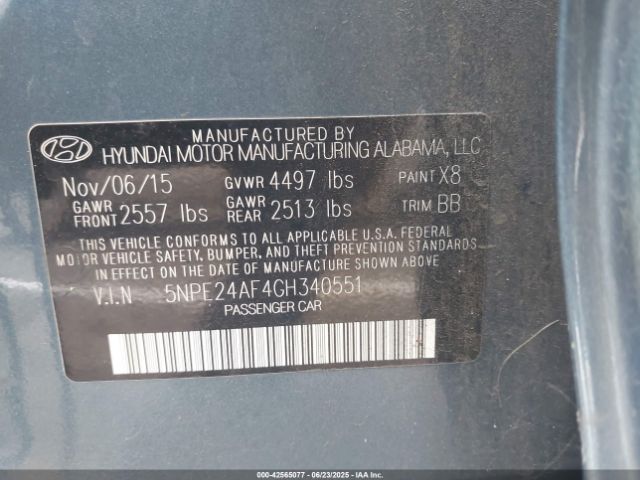 MANUFACTURED BY
HYUNDAI MOTOR MANUFACTURING ALABAMA, LLC
Nov/06/15 GVWR 4497 lbs PAINT X8
GAWR FRONT 2557 lbs GAWR REAR 2513 lbs TRIM BB
THIS VEHICLE CONFORMS TO ALL APPLICABLE U.S.A. FEDERAL
MOTOR VEHICLE SAFETY, BUMPER, AND THEFT PREVENTION STANDARDS
IN EFFECT ON THE DATE OF MANUFACTURE SHOWN ABOVE.
V.I.N 5NPE24AF4GH340551
PASSENGER CAR
000-42565077 - 06/23/2025 - IAAI.COM